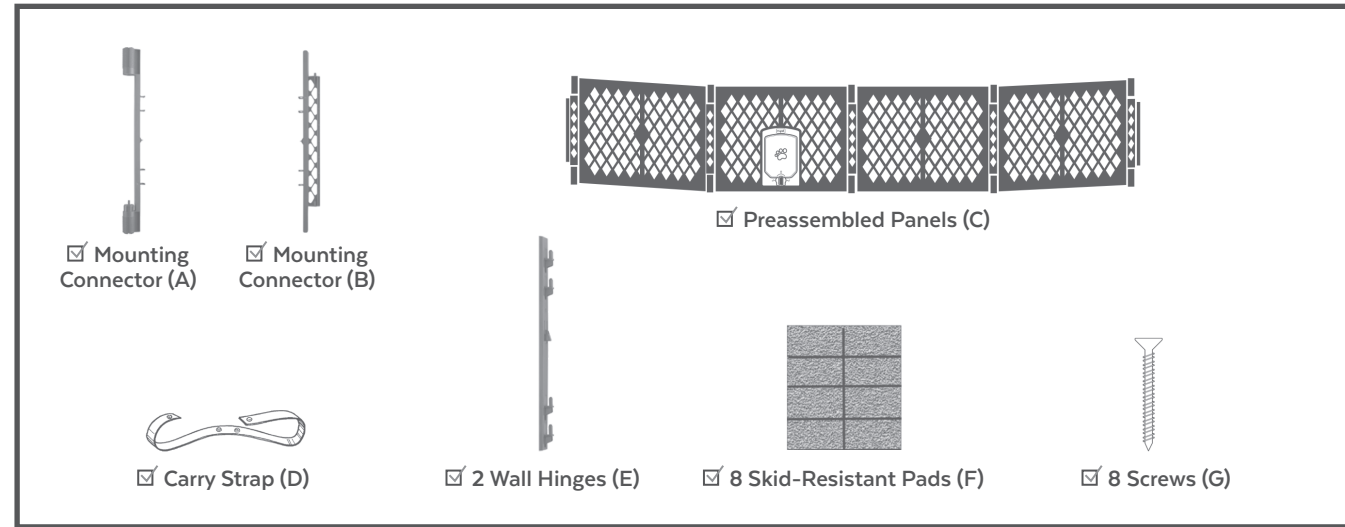 ☑ Preassembled Panels (C)
☑ Mounting
Connector (A)
☑ Mounting
Connector (B)
☑ Carry Strap (D)
☑ 2 Wall Hinges (E)
☑ 8 Skid-Resistant Pads (F)
☑ 8 Screws (G)